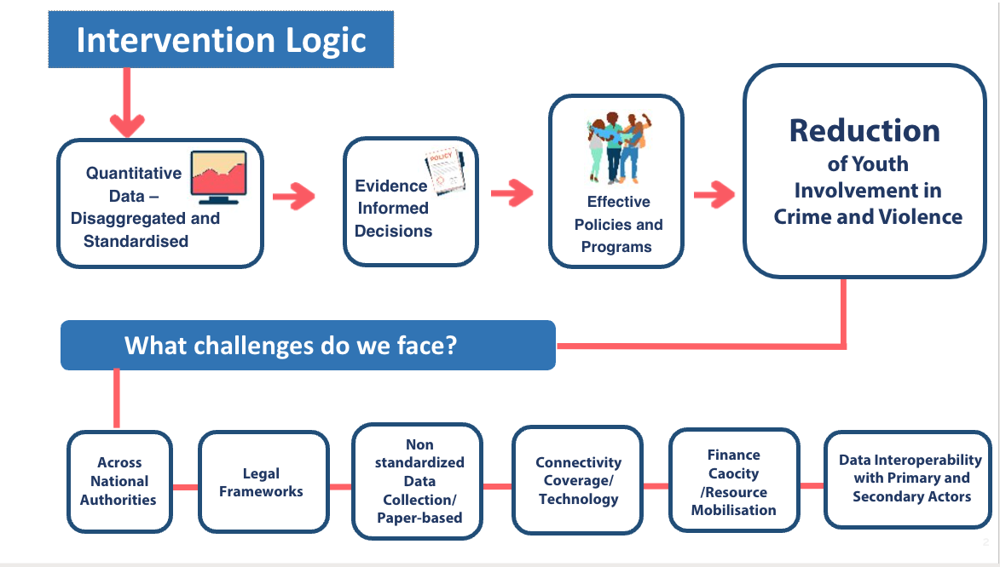 Intervention Logic
Quantitative
Data –
Disaggregated and
Standardised
POLICY
Evidence
Informed
Decisions
Effective
Policies and
Programs
Reduction
of Youth
Involvement in
Crime and Violence
What challenges do we face?
Across
National
Authorities
Legal
Frameworks
Non
standardized
Data
Collection/
Paper-based
Connectivity
Coverage/
Technology
Finance
Caocity
/Resource
Mobilisation
Data Interoperability
with Primary and
Secondary Actors
2